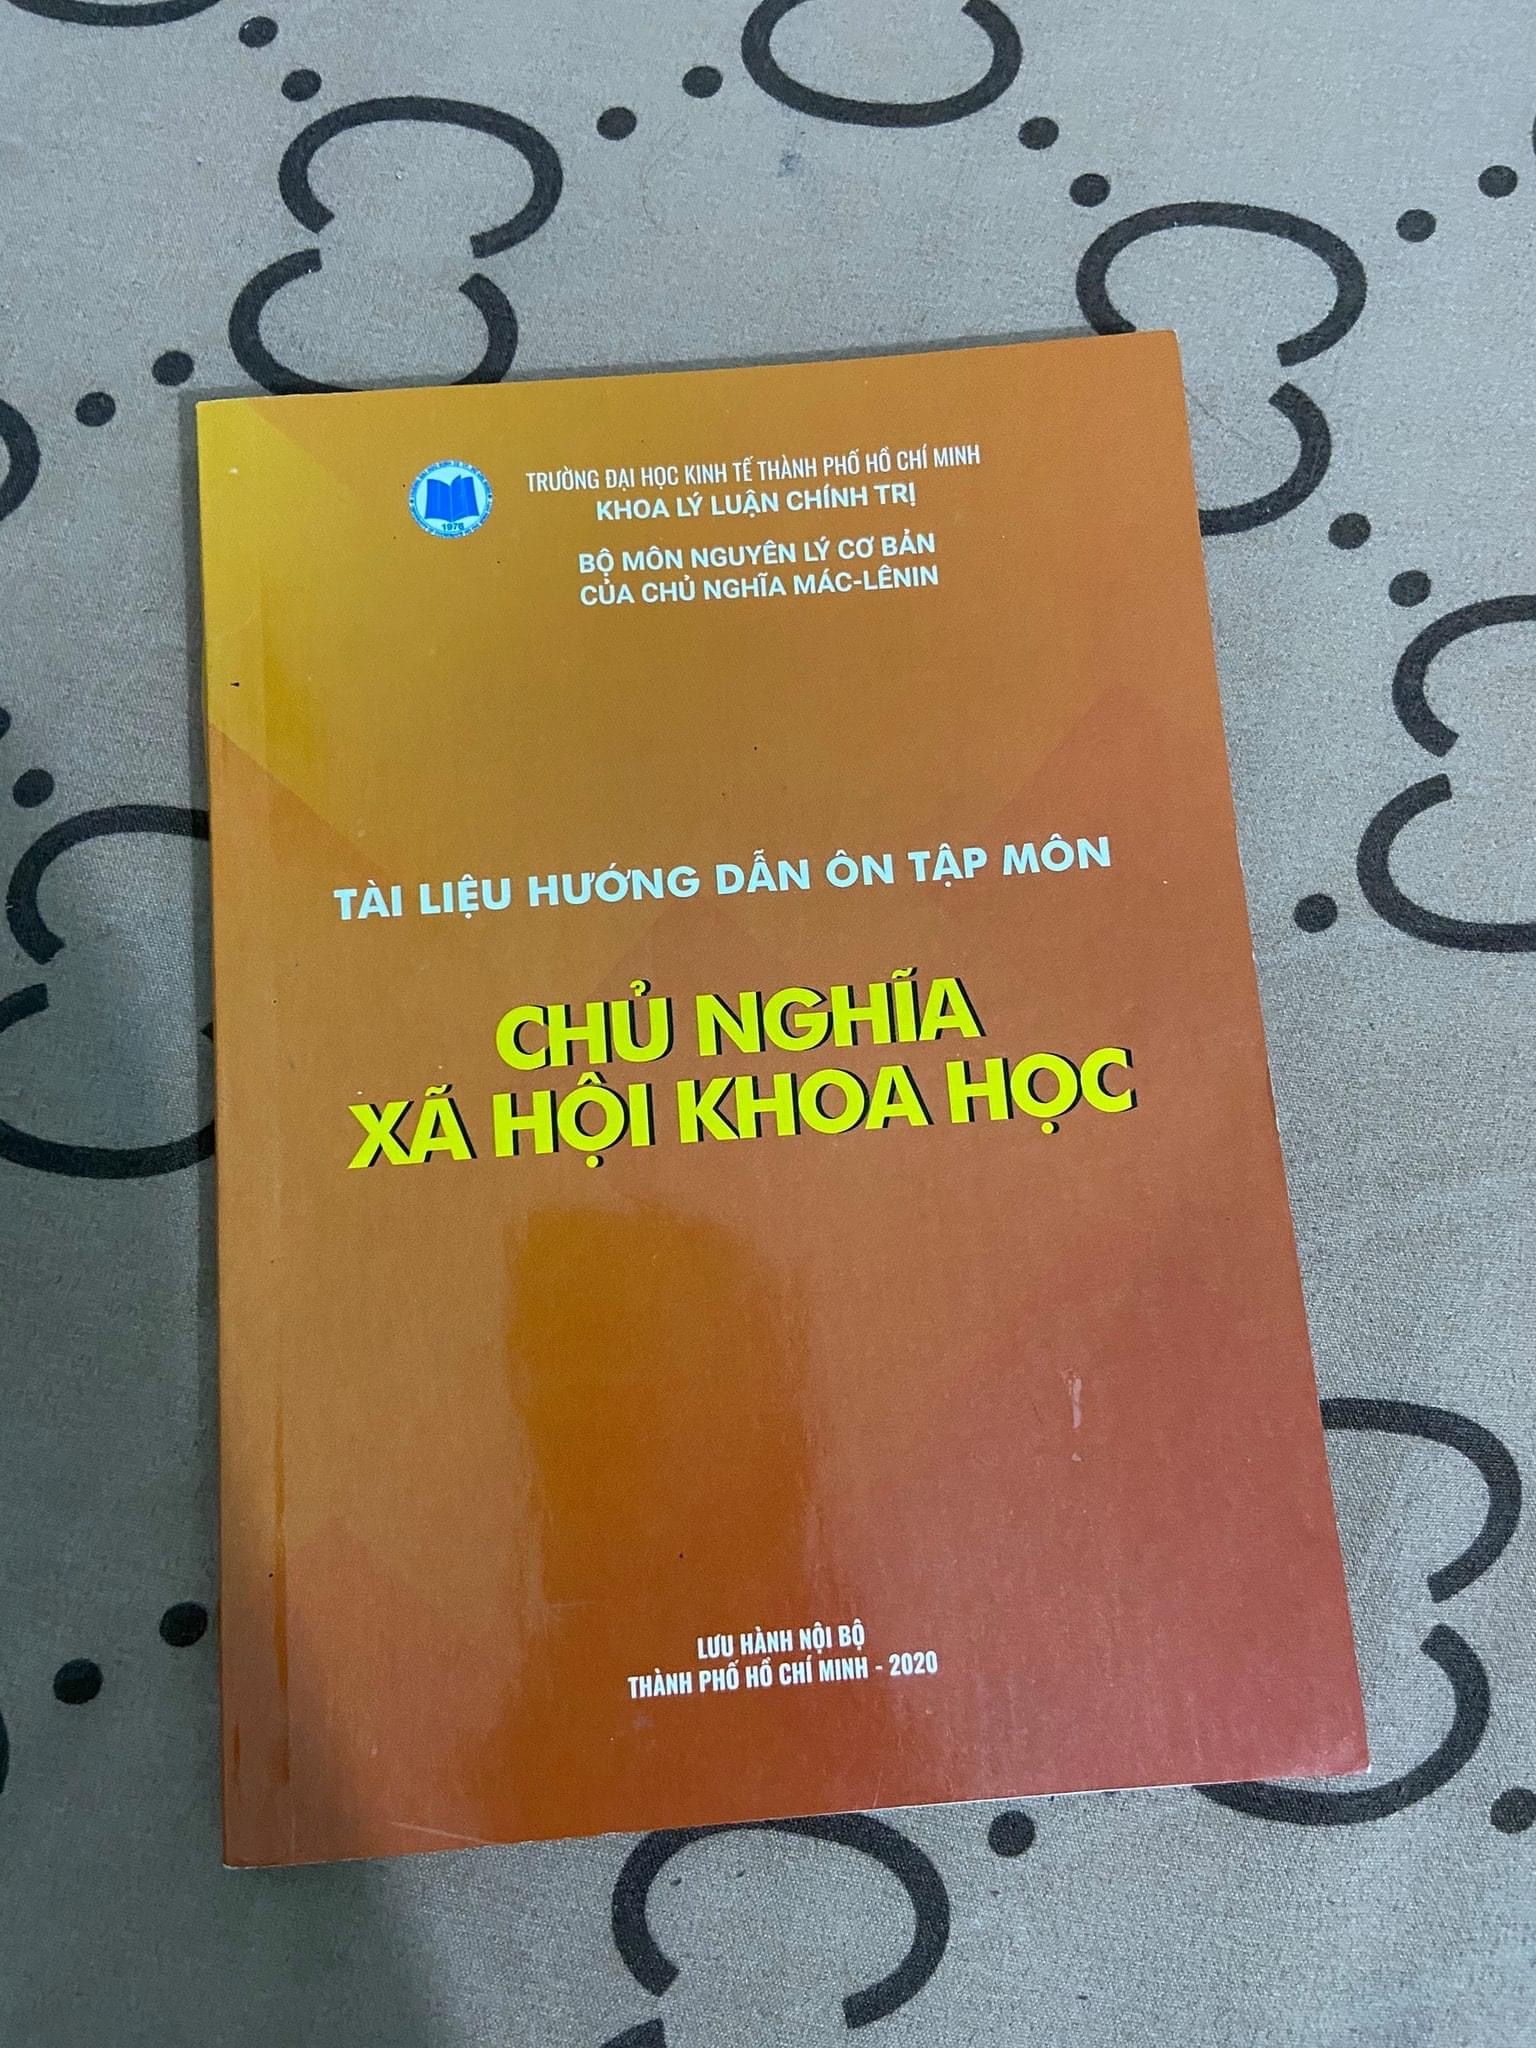 TRƯỜNG ĐẠI HỌC KINH TẾ THÀNH PHỐ HỒ CHÍ MINH
KHOA LÝ LUẬN CHÍNH TRỊ
BỘ MÔN NGUYÊN LÝ CƠ BẢN
CỦA CHỦ NGHĨA MÁC-LÊNIN
1976
TÀI LIỆU HƯỚNG DẪN ÔN TẬP MÔN
CHỦ NGHĨA
XÃ HỘI KHOA HỌC
LƯU HÀNH NỘI BỘ
THÀNH PHỐ HỒ CHÍ MINH - 2020